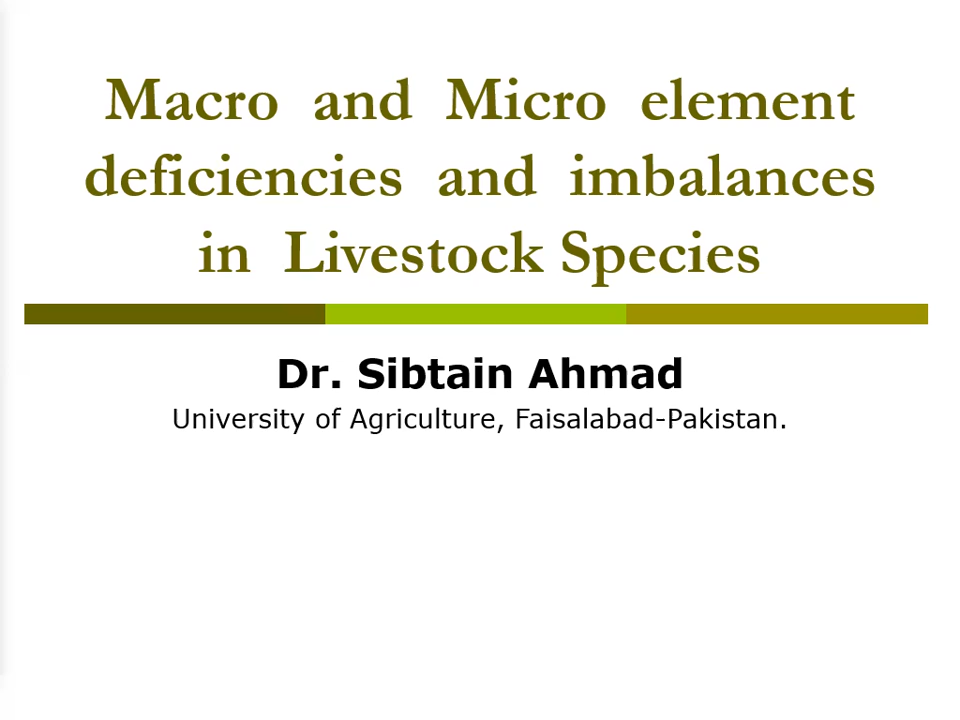 Macro and Micro element
deficiencies and imbalances
in Livestock Species
Dr. Sibtain Ahmad
University of Agriculture, Faisalabad-Pakistan.